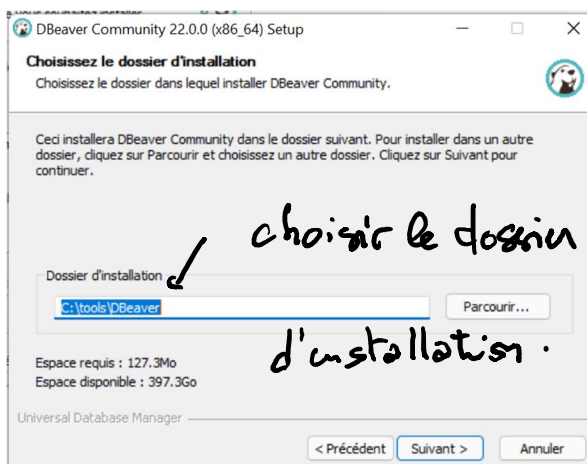 DBeaver Community 22.0.0 (x86_64) Setup
Choisissez le dossier d'installation
Choisissez le dossier dans lequel installer DBeaver Community.
Ceci installera DBeaver Community dans le dossier suivant. Pour installer dans un autre
dossier, cliquez sur Parcourir et choisissez un autre dossier. Cliquez sur Suivant pour
continuer.
choisir le dossier
Dossier d'installation
C:\tools\DBeaver
Parcourir...
d'installation.
Espace requis : 127.3Mo
Espace disponible : 397.3Go
Universal Database Manager
< Précédent
Suivant >
Annuler